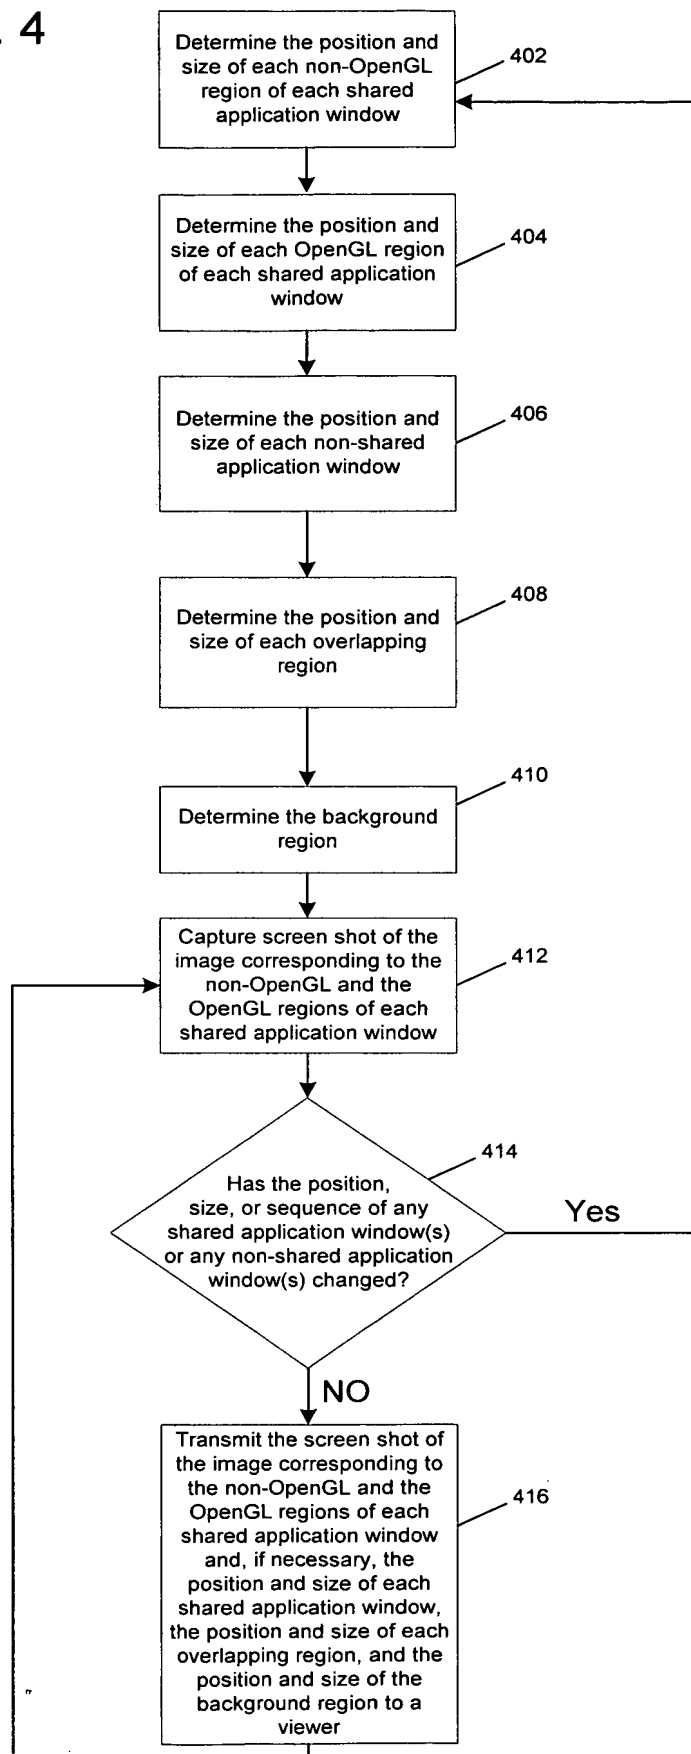 . 4
Determine the position and
size of each non-OpenGL
region of each shared
application window
402
Determine the position and
size of each OpenGL region
of each shared application
window
404
Determine the position and
size of each non-shared
application window
406
Determine the position and
size of each overlapping
region
408
Determine the background
region
410
Capture screen shot of the
image corresponding to the
non-OpenGL and the
OpenGL regions of each
shared application window
412
Has the position,
size, or sequence of any
shared application window(s)
or any non-shared application
window(s) changed?
414
Yes
NO
Transmit the screen shot of
the image corresponding to
the non-OpenGL and the
OpenGL regions of each
shared application window
and, if necessary, the
position and size of each
shared application window,
the position and size of each
overlapping region, and the
position and size of the
background region to a
viewer
416